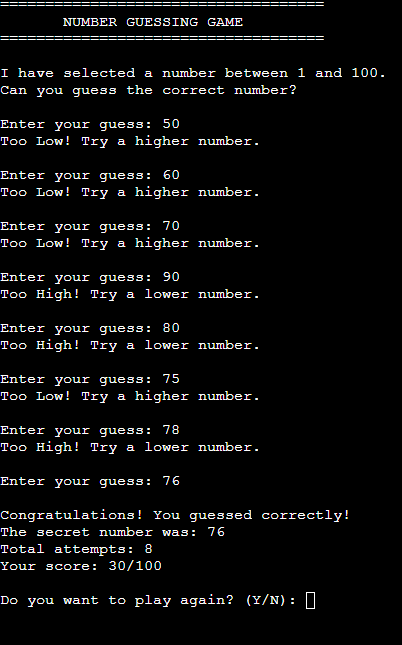 ====================================
NUMBER GUESSING GAME
====================================
I have selected a number between 1 and 100.
Can you guess the correct number?
Enter your guess: 50
Too Low! Try a higher number.
Enter your guess: 60
Too Low! Try a higher number.
Enter your guess: 70
Too Low! Try a higher number.
Enter your guess: 90
Too High! Try a lower number.
Enter your guess: 80
Too High! Try a lower number.
Enter your guess: 75
Too Low! Try a higher number.
Enter your guess: 78
Too High! Try a lower number.
Enter your guess: 76
Congratulations! You guessed correctly!
The secret number was: 76
Total attempts: 8
Your score: 30/100
Do you want to play again? (Y/N):